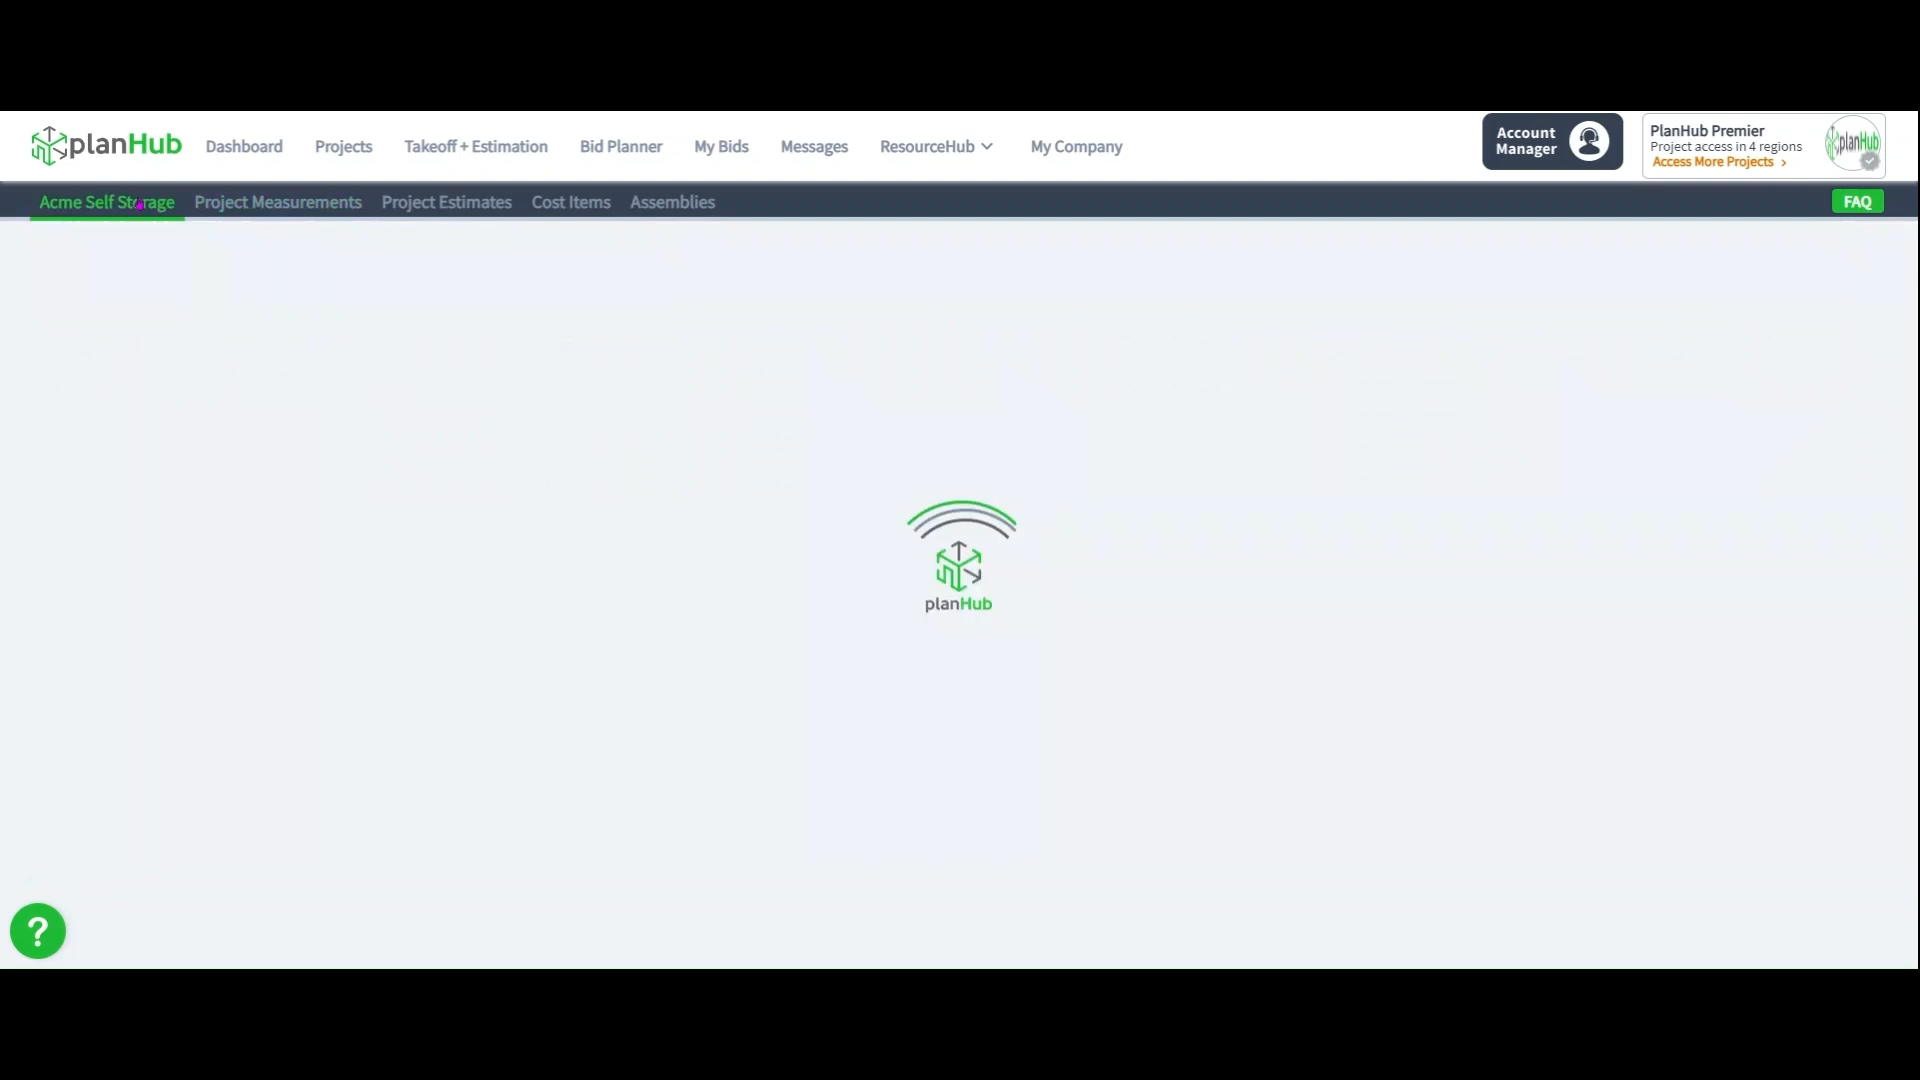 planHub Dashboard Projects Takeoff + Estimation Bid Planner My Bids Messages ResourceHub My Company
Account
Manager
PlanHub Premier
Project access in 4 regions
Access More Projects ›
planHub
Acme Self Storage Project Measurements Project Estimates Cost Items Assemblies FAQ
planHub
?